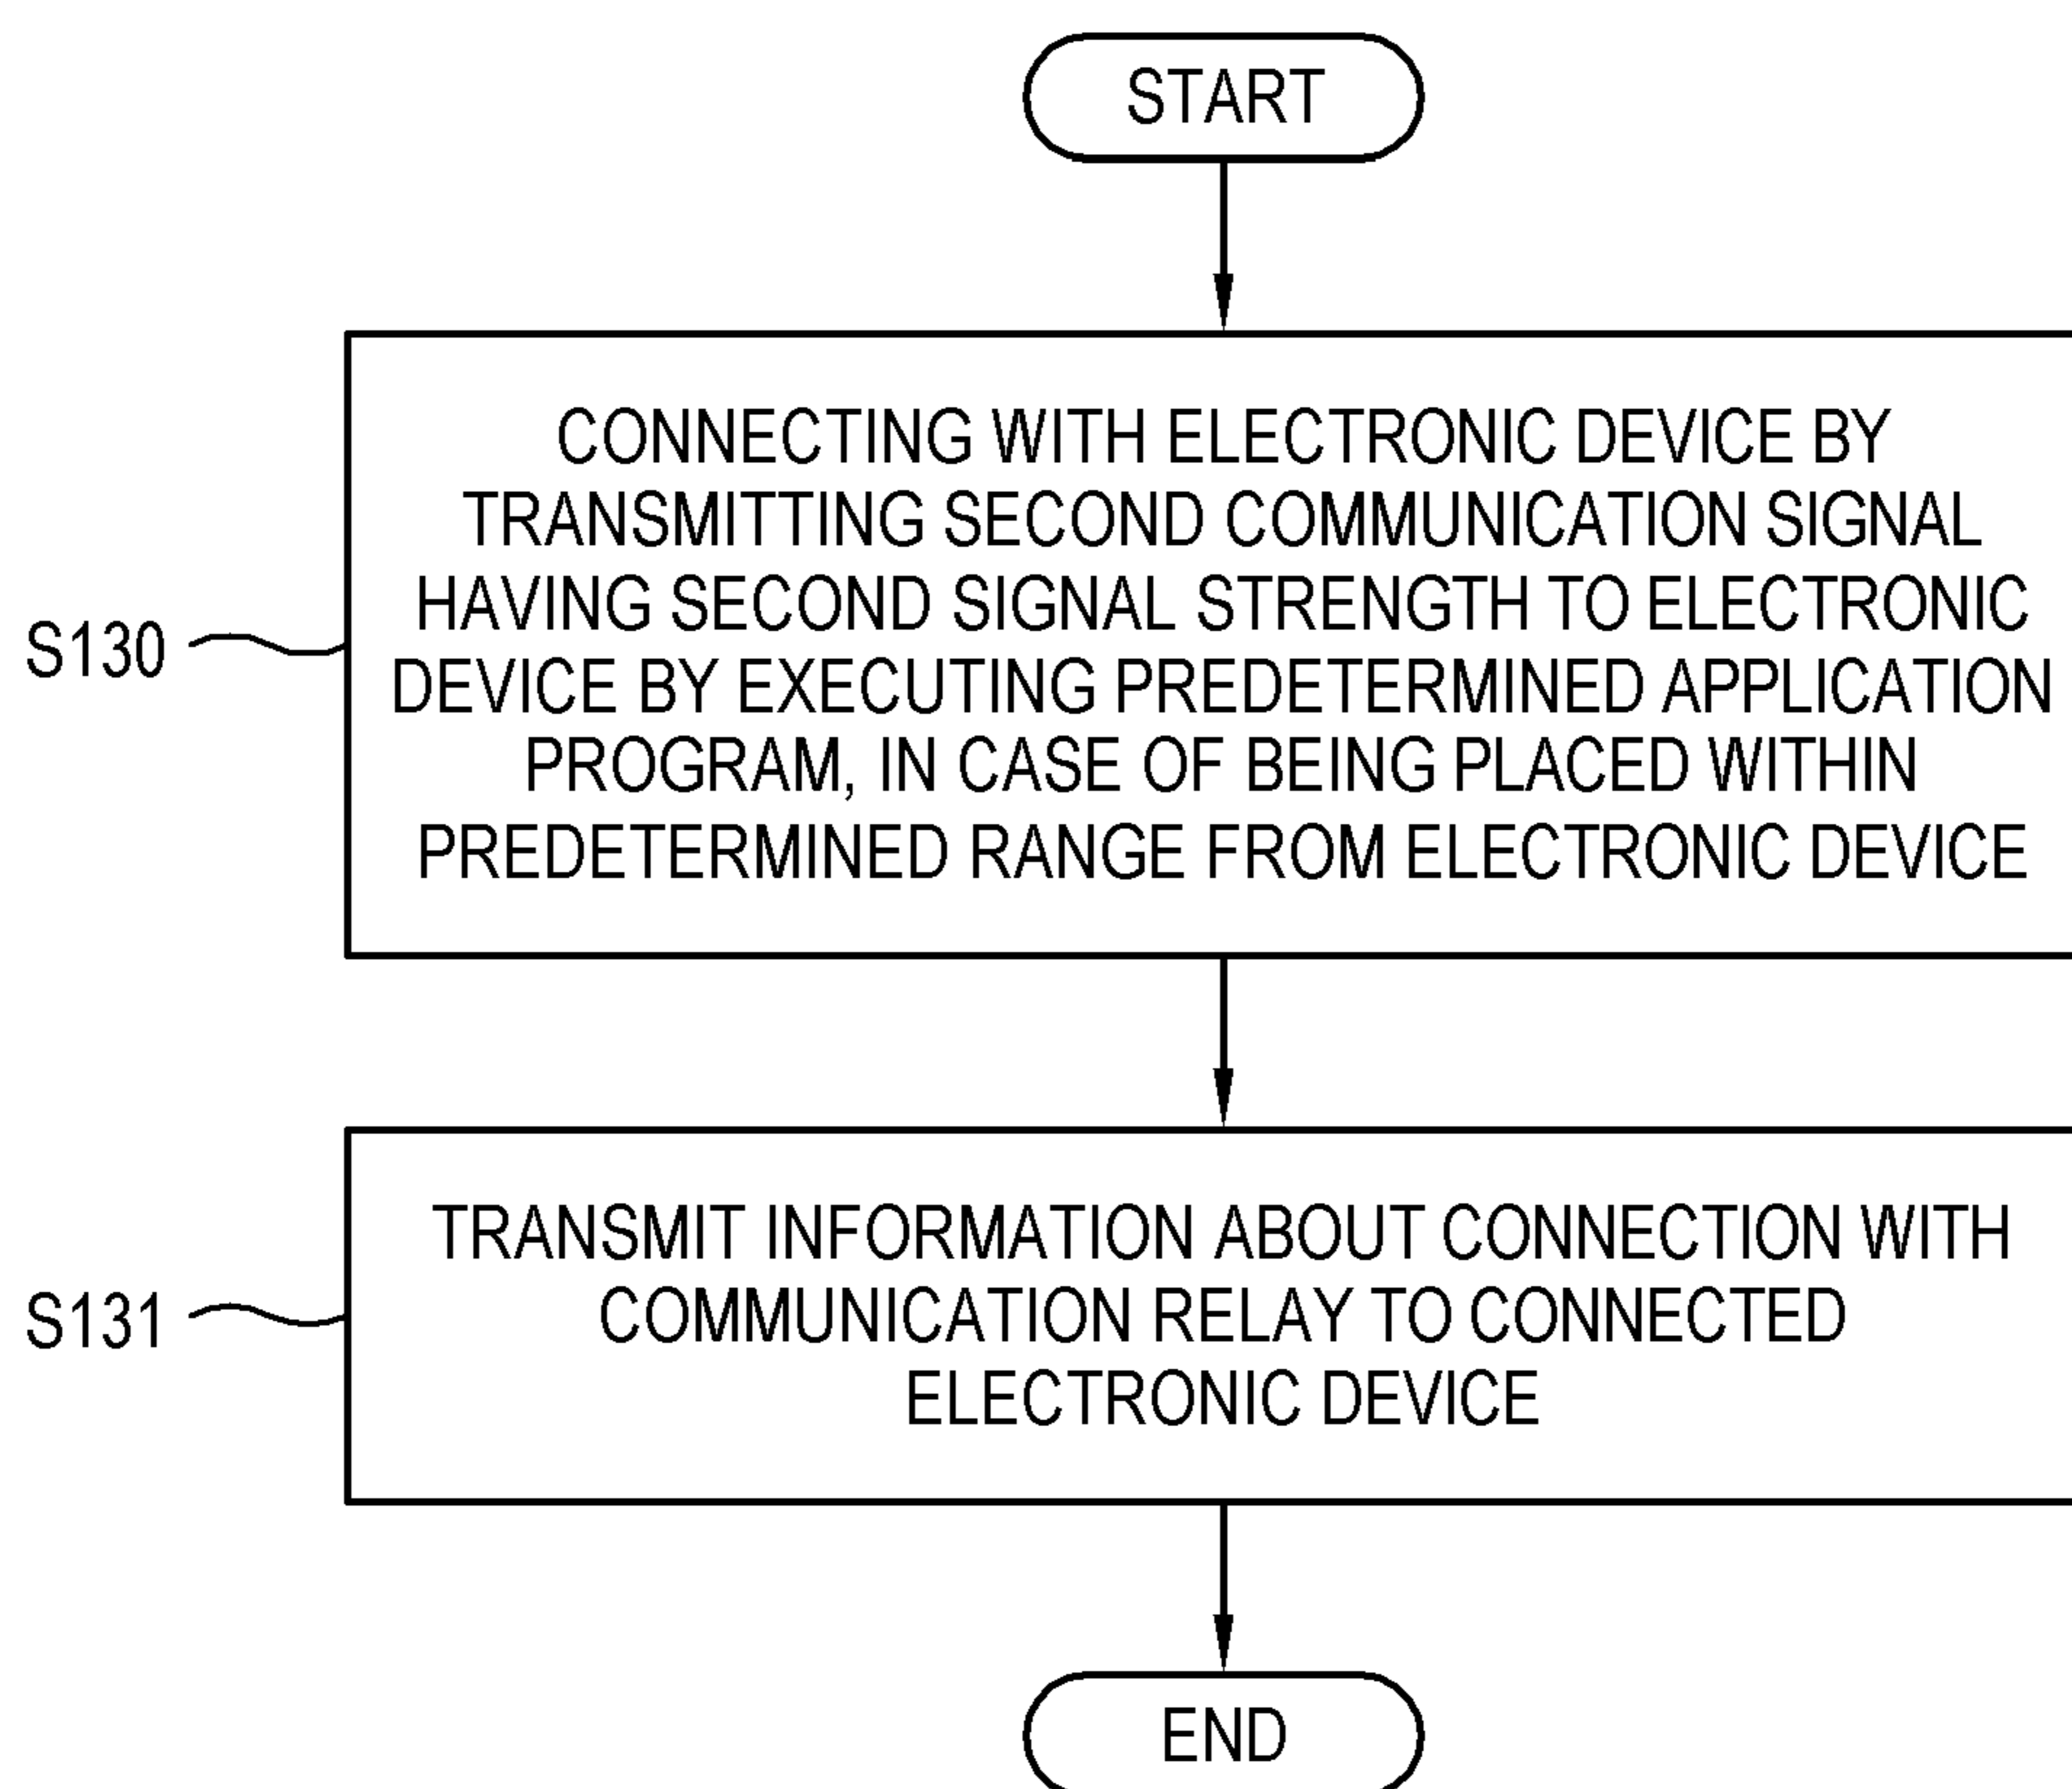 START
CONNECTING WITH ELECTRONIC DEVICE BY
TRANSMITTING SECOND COMMUNICATION SIGNAL
HAVING SECOND SIGNAL STRENGTH TO ELECTRONIC
DEVICE BY EXECUTING PREDETERMINED APPLICATION
PROGRAM, IN CASE OF BEING PLACED WITHIN
PREDETERMINED RANGE FROM ELECTRONIC DEVICE
S130
TRANSMIT INFORMATION ABOUT CONNECTION WITH
COMMUNICATION RELAY TO CONNECTED
ELECTRONIC DEVICE
S131
END